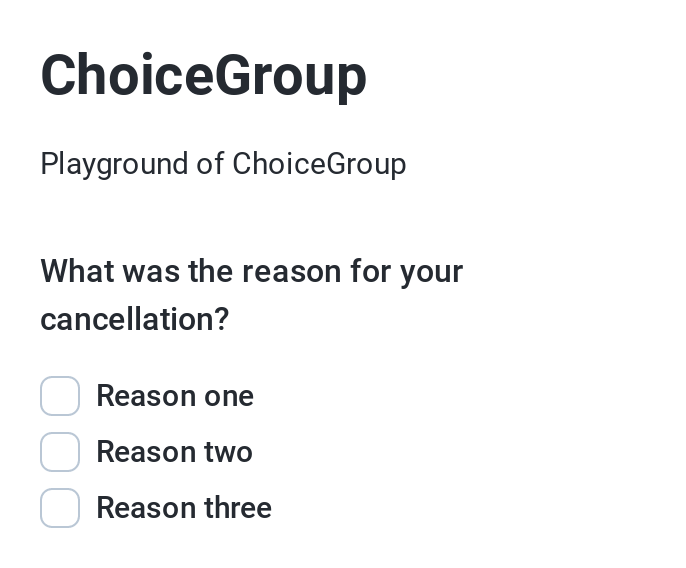 ChoiceGroup
Playground of ChoiceGroup
What was the reason for your
cancellation?
Reason one
Reason two
Reason three